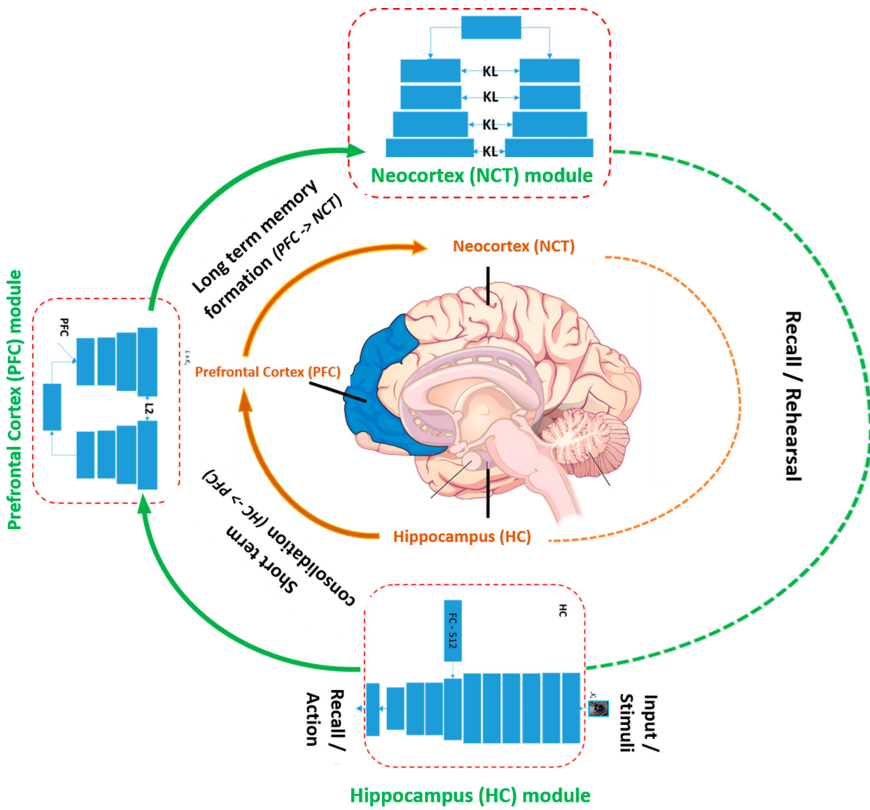 KL
KL
KL
KL
Neocortex (NCT) module
Long term memory
formation (PFC -> NCT)
Neocortex (NCT)
Prefrontal Cortex (PFC) module
PFC
L2
Prefrontal Cortex (PFC)
Recall / Rehearsal
Short term
consolidation (HC -> PFC)
Hippocampus (HC)
HC
FC - 512
Recall /
Action
Input /
Stimuli
Hippocampus (HC) module